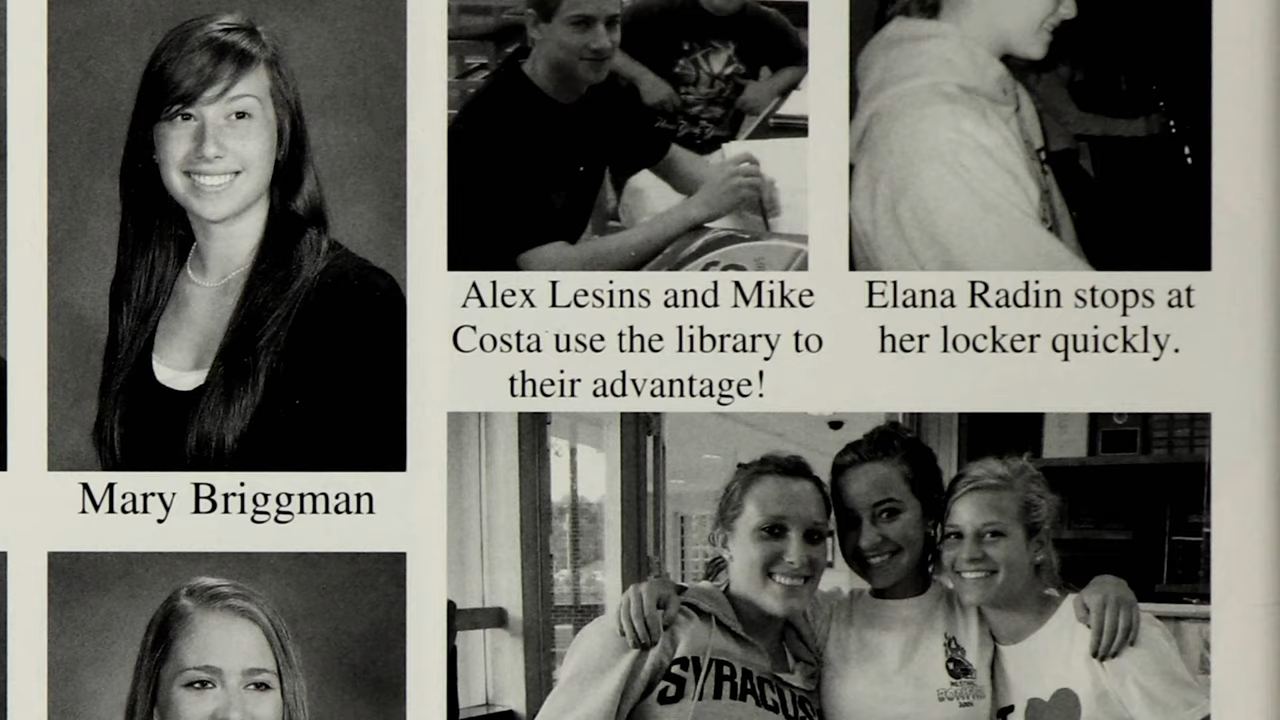 Alex Lesins and Mike
Costa use the library to
their advantage!
Elana Radin stops at
her locker quickly.
Mary Briggman
SYRACUS
BONFIRE
I